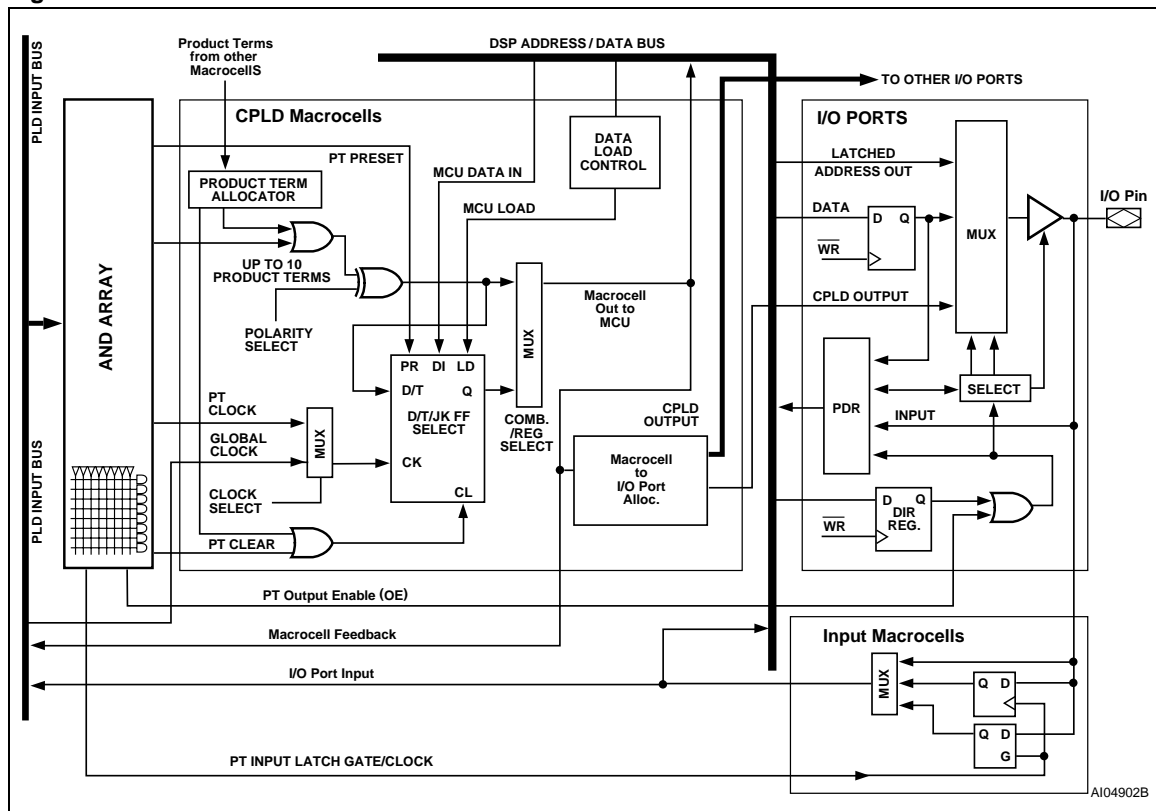 Product Terms
from other
MacrocellS
DSP ADDRESS / DATA BUS
TO OTHER I/O PORTS
PLD INPUT BUS
CPLD Macrocells
I/O PORTS
DATA
LOAD
CONTROL
PT PRESET
MCU DATA IN
LATCHED
ADDRESS OUT
PRODUCT TERM
ALLOCATOR
MCU LOAD
DATA
D Q
MUX
I/O Pin
WR
UP TO 10
PRODUCT TERMS
AND ARRAY
POLARITY
SELECT
MUX
Macrocell
Out to
MCU
CPLD OUTPUT
PR DI LD
D/T Q
D/T/JK FF
SELECT
CK
CL
COMB.
/REG
SELECT
PT
CLOCK
GLOBAL
CLOCK
MUX
CLOCK
SELECT
PT CLEAR
CPLD
OUTPUT
Macrocell
to
I/O Port
Alloc.
PDR
SELECT
INPUT
D Q
DIR
REG.
WR
PLD INPUT BUS
PT Output Enable (OE)
Macrocell Feedback
I/O Port Input
Input Macrocells
MUX
Q D
Q D
G
PT INPUT LATCH GATE/CLOCK
AI04902B